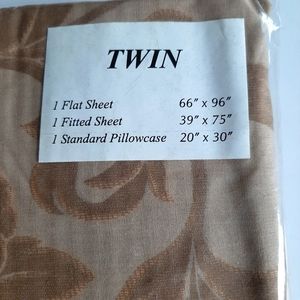 TWIN
1 Flat Sheet 66" x 96"
1 Fitted Sheet 39" x 75"
1 Standard Pillowcase 20" x 30"